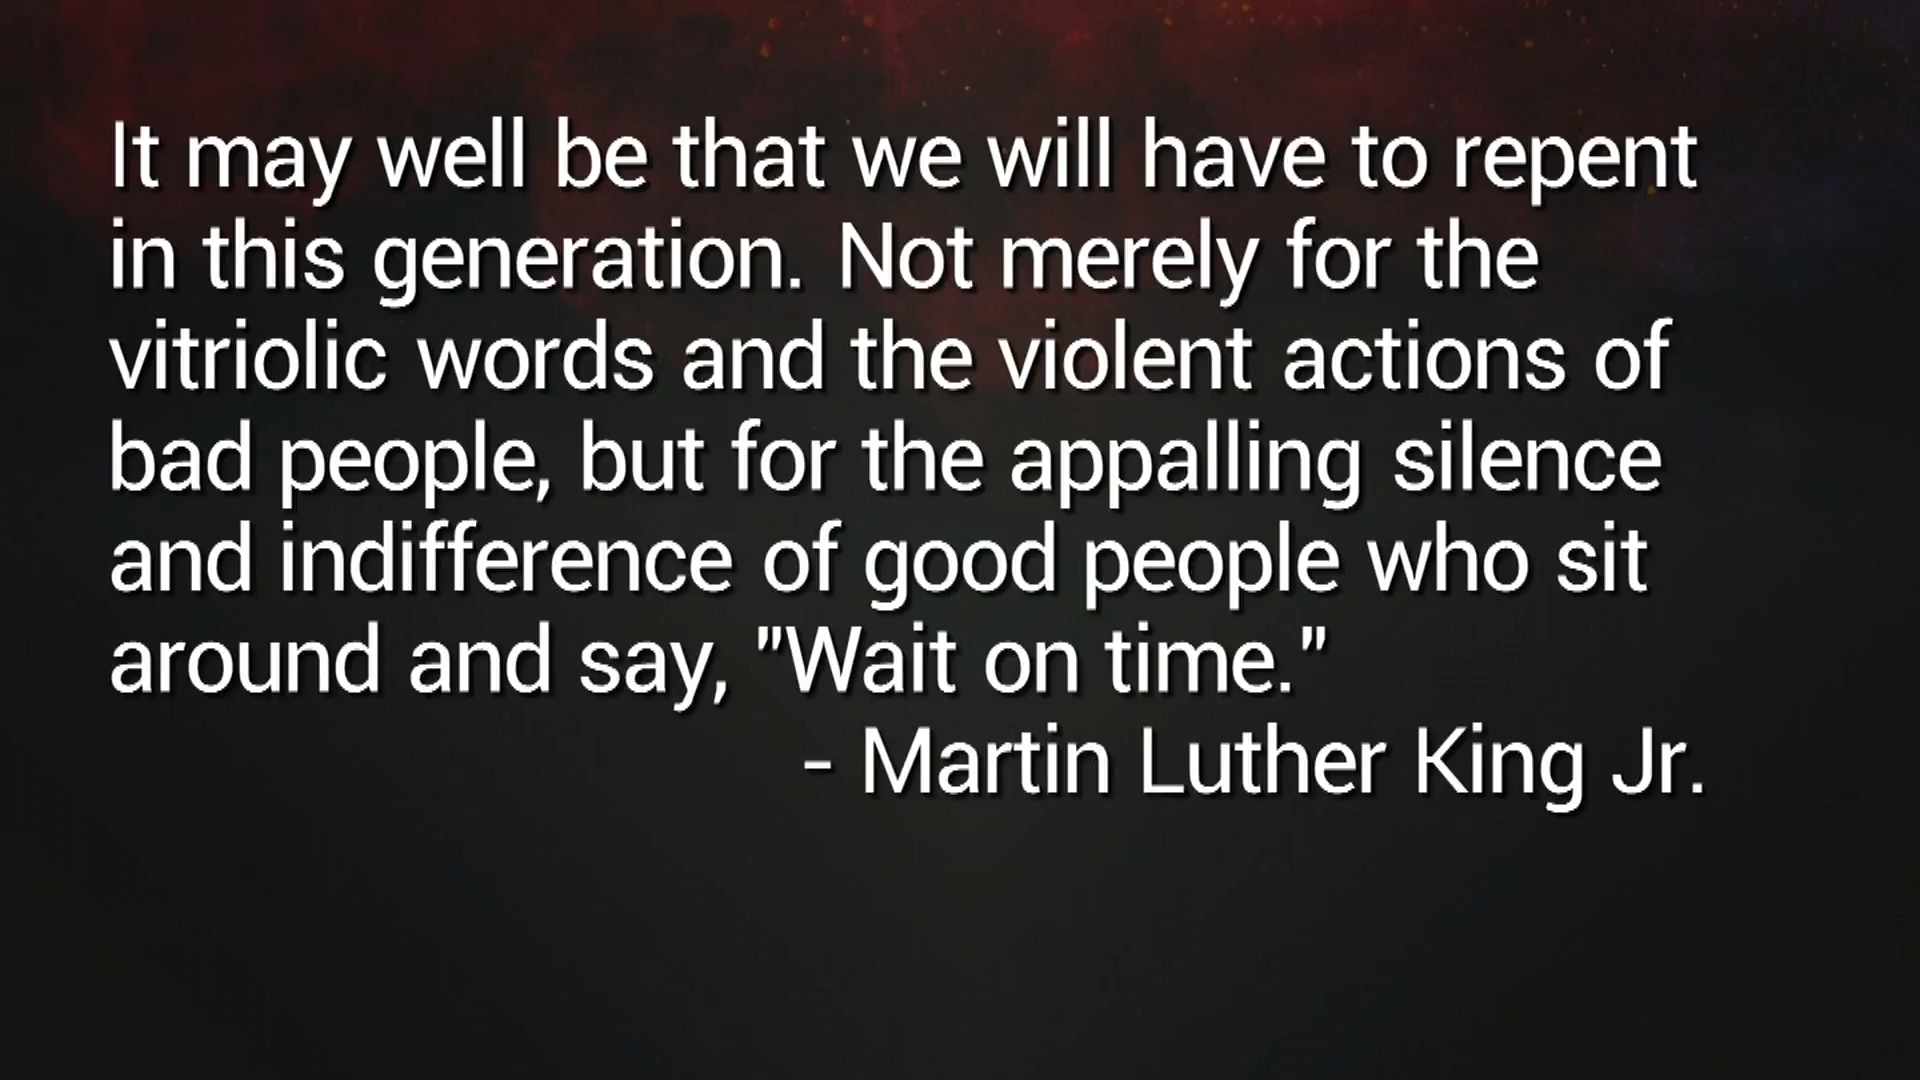 It may well be that we will have to repent
in this generation. Not merely for the
vitriolic words and the violent actions of
bad people, but for the appalling silence
and indifference of good people who sit
around and say, "Wait on time."
- Martin Luther King Jr.